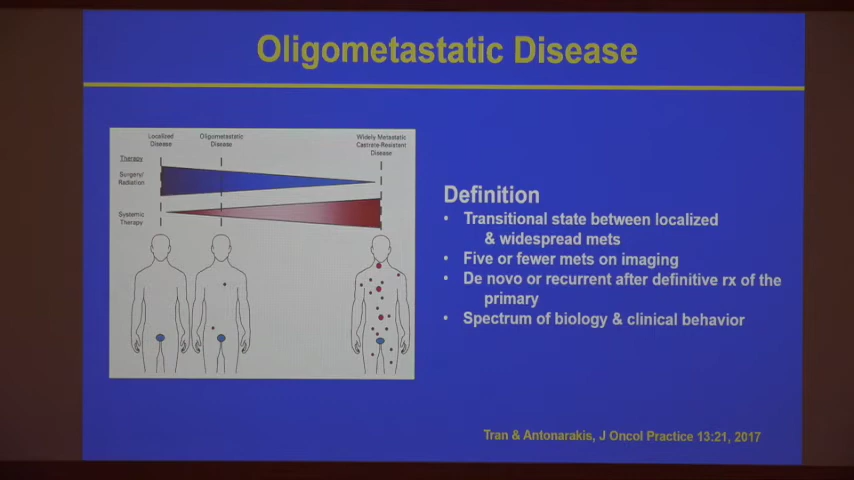 Oligometastatic Disease
Localized
Disease
Oligometastatic
Disease
Widely Metastatic
Castrate-Resistant
Disease
Therapy
Surgery/
Radiation
Systemic
Therapy
Definition
• Transitional state between localized
& widespread mets
• Five or fewer mets on imaging
• De novo or recurrent after definitive rx of the
primary
• Spectrum of biology & clinical behavior
Tran & Antonarakis, J Oncol Practice 13:21, 2017